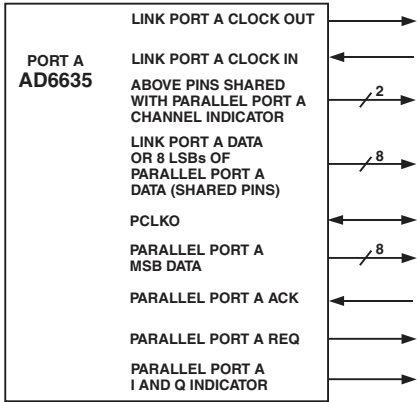 LINK PORT A CLOCK OUT
PORT A
AD6635
LINK PORT A CLOCK IN
ABOVE PINS SHARED
WITH PARALLEL PORT A
CHANNEL INDICATOR
2
LINK PORT A DATA
OR 8 LSBs OF
PARALLEL PORT A
DATA (SHARED PINS)
8
PCLKO
PARALLEL PORT A
MSB DATA
8
PARALLEL PORT A ACK
PARALLEL PORT A REQ
PARALLEL PORT A
I AND Q INDICATOR